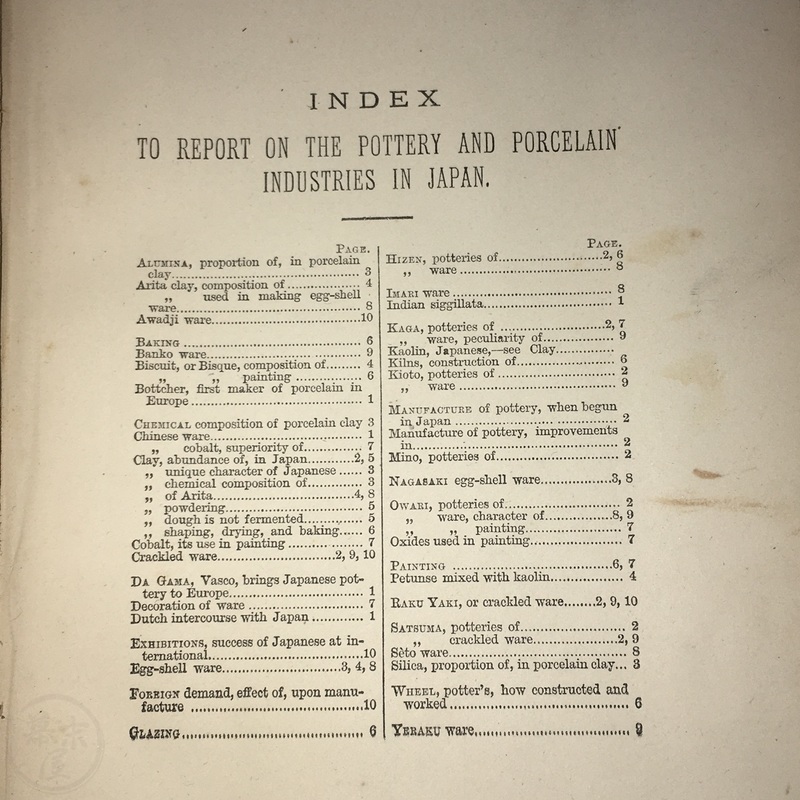 INDEX
TO REPORT ON THE POTTERY AND PORCELAIN
INDUSTRIES IN JAPAN.
PAGE.
ALUMINA, proportion of, in porcelain
clay.......... 3
Arita clay, composition of.......... 4
„ used in making egg-shell
ware.......... 8
Awadji ware..........10
BAKING .......... 6
Banko ware.......... 9
Biscuit, or Bisque, composition of.......... 4
„ „ painting .......... 6
Bottcher, first maker of porcelain in
Europe .......... 1
CHEMICAL composition of porcelain clay 3
Chinese ware.......... 1
„ cobalt, superiority of.......... 7
Clay, abundance of, in Japan..........2, 5
„ unique character of Japanese ...... 3
„ chemical composition of.......... 3
„ of Arita..........4, 8
„ powdering.......... 5
„ dough is not fermented.......... 5
„ shaping, drying, and baking...... 6
Cobalt, its use in painting .......... 7
Crackled ware..........2, 9, 10
DA GAMA, Vasco, brings Japanese pot-
tery to Europe.......... 1
Decoration of ware .......... 7
Dutch intercourse with Japan .......... 1
EXHIBITIONS, success of Japanese at in-
ternational..........10
Egg-shell ware..........3, 4, 8
FOREIGN demand, effect of, upon manu-
facture ..........10
GLAZING.......... 6
PAGE.
HIZEN, potteries of..........2, 6
„ ware .......... 8
IMARI ware .......... 8
Indian siggillata.......... 1
KAGA, potteries of ..........2, 7
„ ware, peculiarity of.......... 9
Kaolin, Japanese,—see Clay..........
Kilns, construction of.......... 6
Kioto, potteries of .......... 2
„ ware .......... 9
MANUFACTURE of pottery, when begun
in Japan .......... 2
Manufacture of pottery, improvements
in.......... 2
Mino, potteries of.......... 2
NAGASAKI egg-shell ware..........3, 8
OWARI, potteries of.......... 2
„ ware, character of..........8, 9
„ „ painting.......... 7
Oxides used in painting.......... 7
PAINTING ..........6, 7
Petunse mixed with kaolin.......... 4
RAKU YAKI, or crackled ware........2, 9, 10
SATSUMA, potteries of.......... 2
„ crackled ware..........2, 9
Sèto ware.......... 8
Silica, proportion of, in porcelain clay... 3
WHEEL, potter's, how constructed and
worked.......... 6
YERAKU ware.......... 9